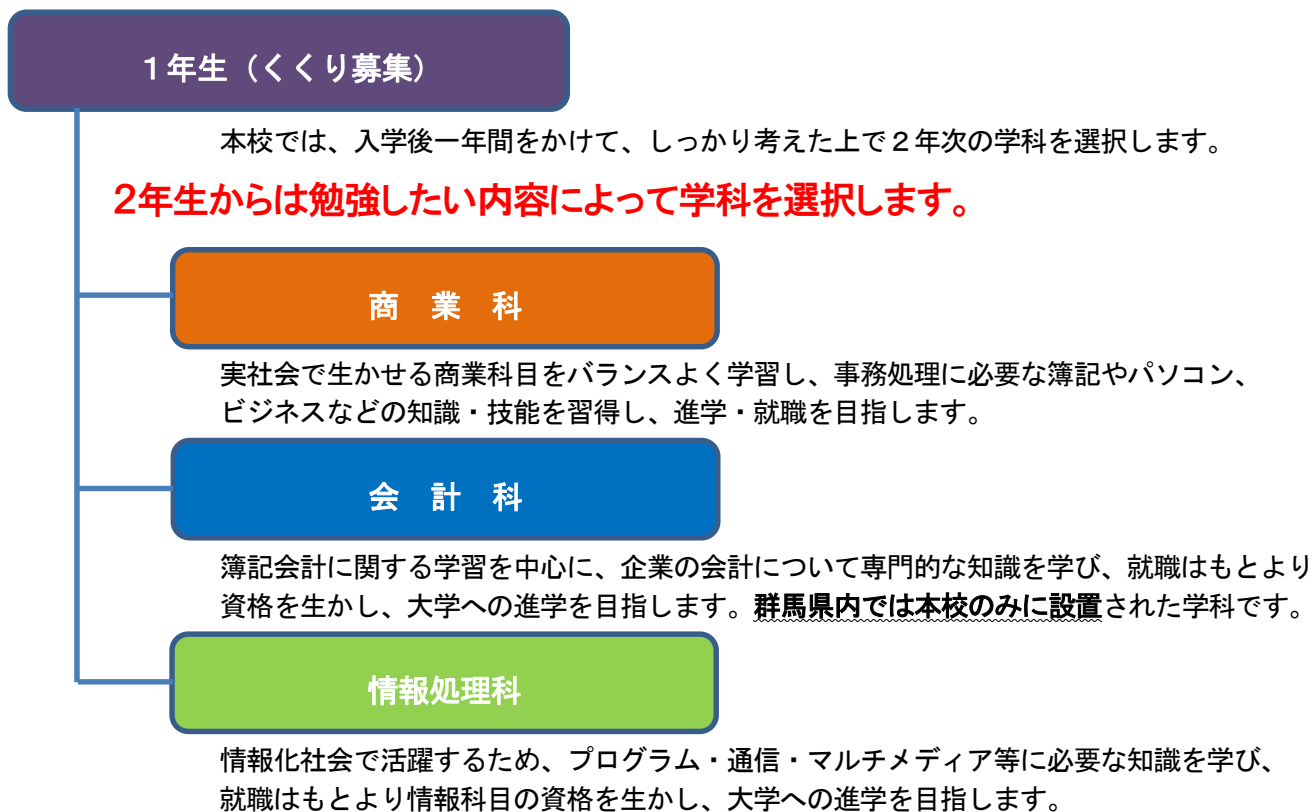 １年生（くくり募集）
本校では、入学後一年間をかけて、しっかり考えた上で２年次の学科を選択します。
２年生からは勉強したい内容によって学科を選択します。
商　業　科
実社会で生かせる商業科目をバランスよく学習し、事務処理に必要な簿記やパソコン、
ビジネスなどの知識・技能を習得し、進学・就職を目指します。
会　計　科
簿記会計に関する学習を中心に、企業の会計について専門的な知識を学び、就職はもとより
資格を生かし、大学への進学を目指します。群馬県内では本校のみに設置された学科です。
情報処理科
情報化社会で活躍するため、プログラム・通信・マルチメディア等に必要な知識を学び、
就職はもとより情報科目の資格を生かし、大学への進学を目指します。